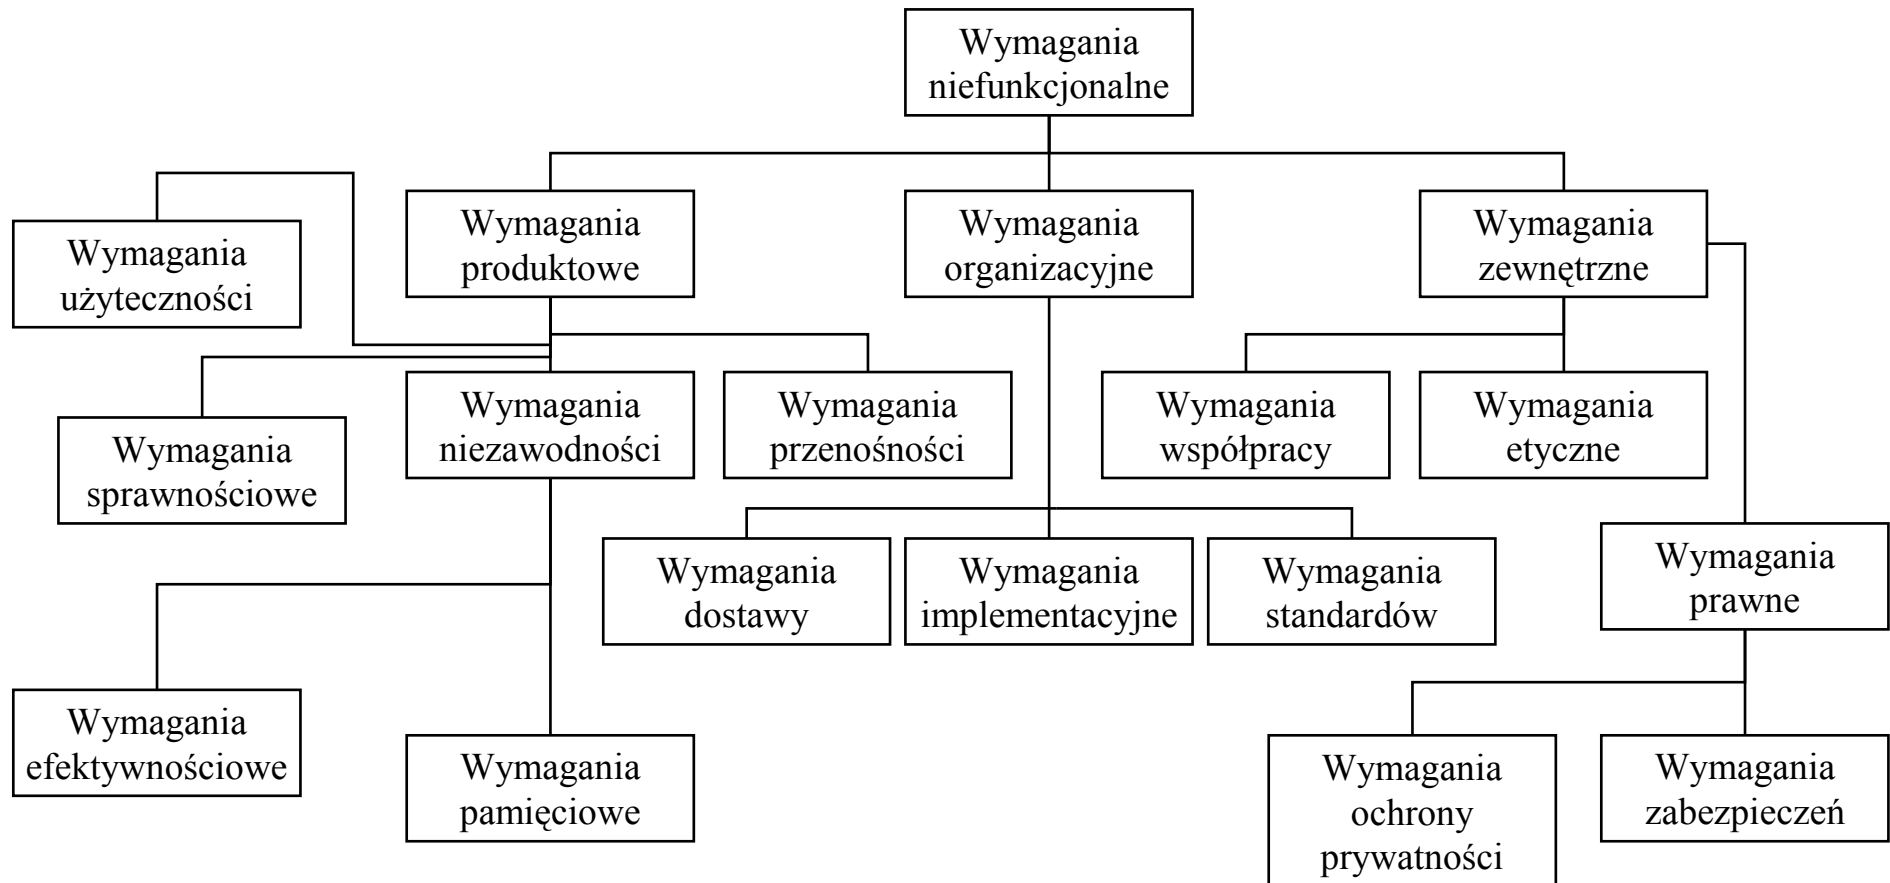 Wymagania
niefunkcjonalne
Wymagania
użyteczności
Wymagania
produktowe
Wymagania
organizacyjne
Wymagania
zewnętrzne
Wymagania
sprawnościowe
Wymagania
niezawodności
Wymagania
przenośności
Wymagania
współpracy
Wymagania
etyczne
Wymagania
dostawy
Wymagania
implementacyjne
Wymagania
standardów
Wymagania
prawne
Wymagania
efektywnościowe
Wymagania
pamięciowe
Wymagania
ochrony
prywatności
Wymagania
zabezpieczeń